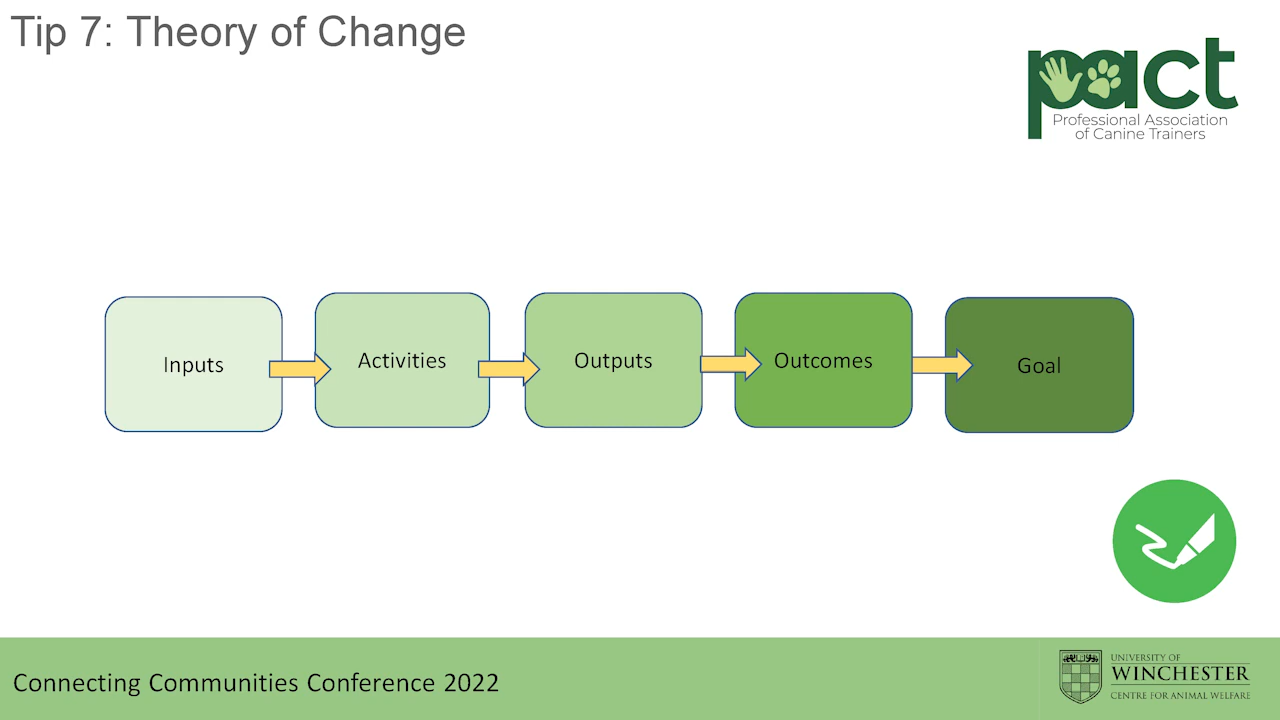 Tip 7: Theory of Change
pact
Professional Association
of Canine Trainers
Inputs
Activities
Outputs
Outcomes
Goal
Connecting Communities Conference 2022
UNIVERSITY OF
WINCHESTER
CENTRE FOR ANIMAL WELFARE